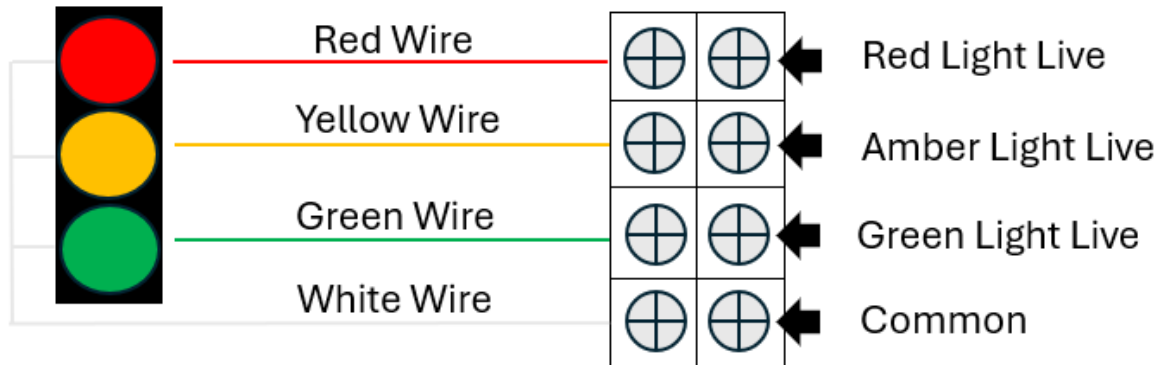 Red Wire
Red Light Live
Yellow Wire
Amber Light Live
Green Wire
Green Light Live
White Wire
Common